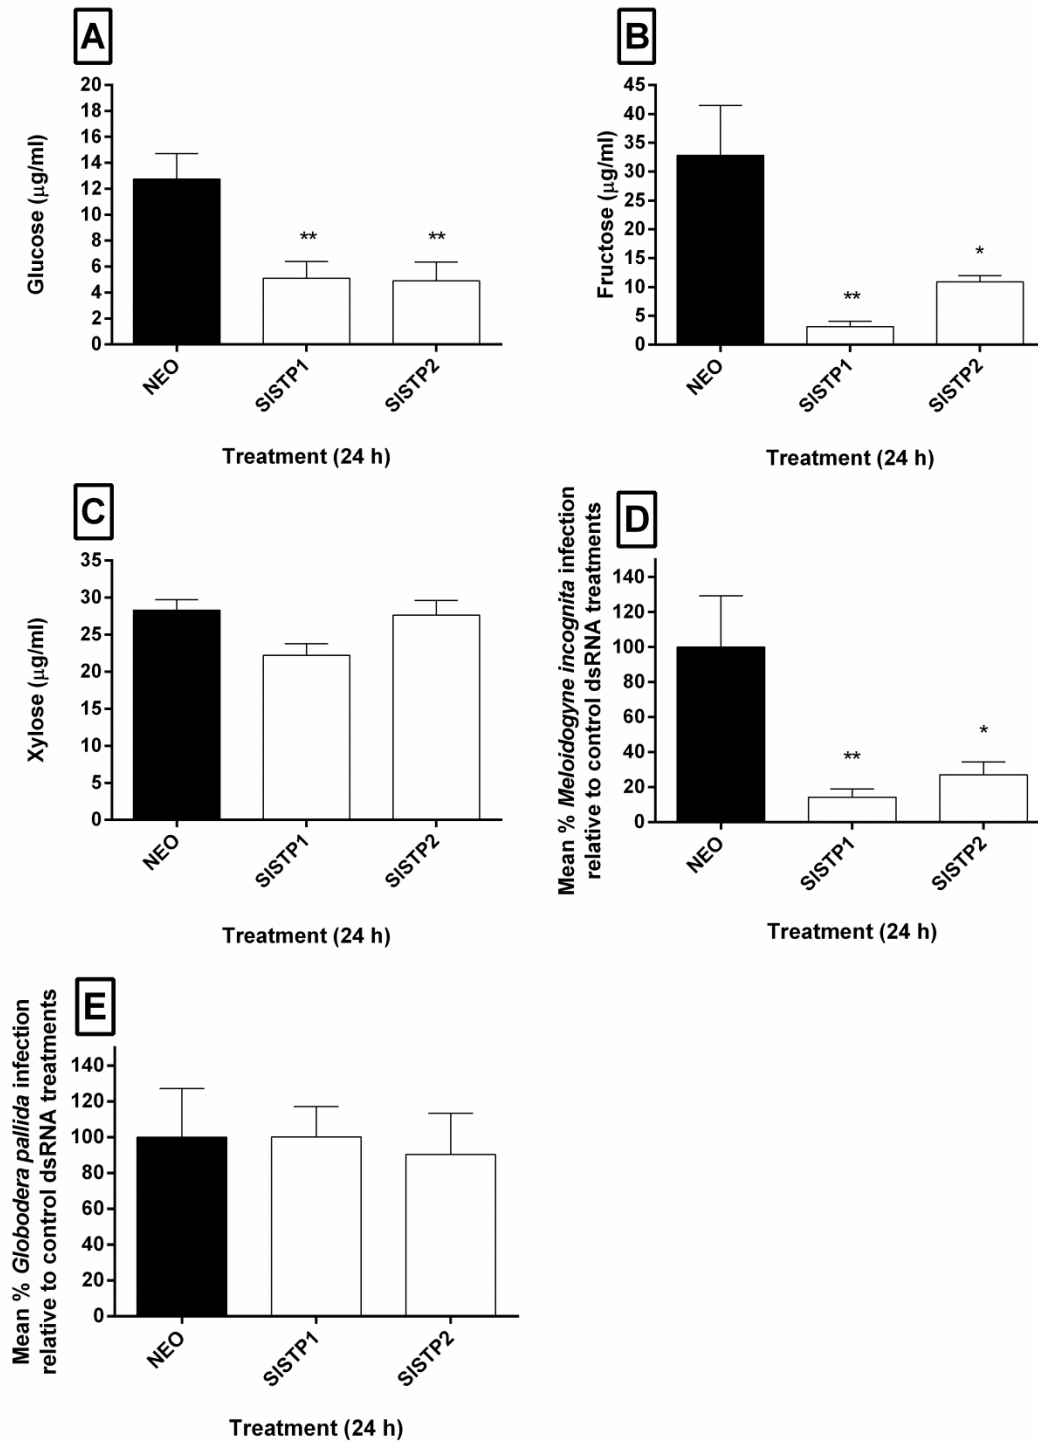 A
Glucose (μg/ml)
20
18
16
14
12
10
8
6
4
2
0
**
**
NEO
SlSTP1
SlSTP2
Treatment (24 h)
B
Fructose (μg/ml)
45
40
35
30
25
20
15
10
5
0
**
*
NEO
SlSTP1
SlSTP2
Treatment (24 h)
C
Xylose (μg/ml)
35
30
25
20
15
10
5
0
NEO
SlSTP1
SlSTP2
Treatment (24 h)
D
Mean % Meloidogyne incognita infection
relative to control dsRNA treatments
140
120
100
80
60
40
20
0
**
*
NEO
SlSTP1
SlSTP2
Treatment (24 h)
E
Mean % Globodera pallida infection
relative to control dsRNA treatments
140
120
100
80
60
40
20
0
NEO
SlSTP1
SlSTP2
Treatment (24 h)